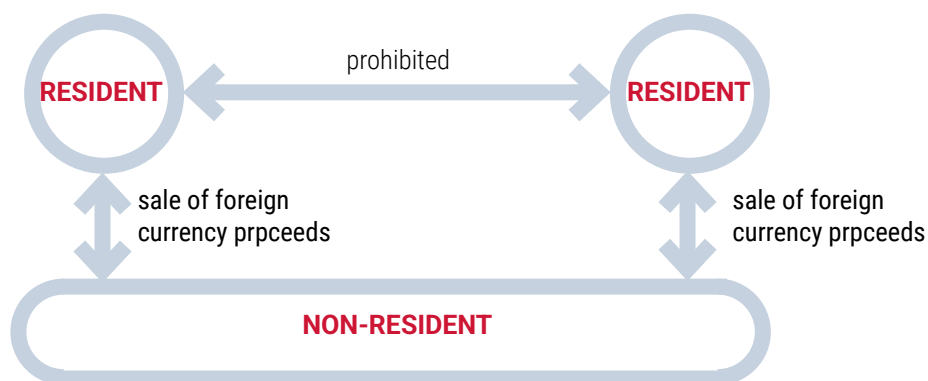 prohibited
RESIDENT
RESIDENT
sale of foreign
currency prpceeds
sale of foreign
currency prpceeds
NON-RESIDENT